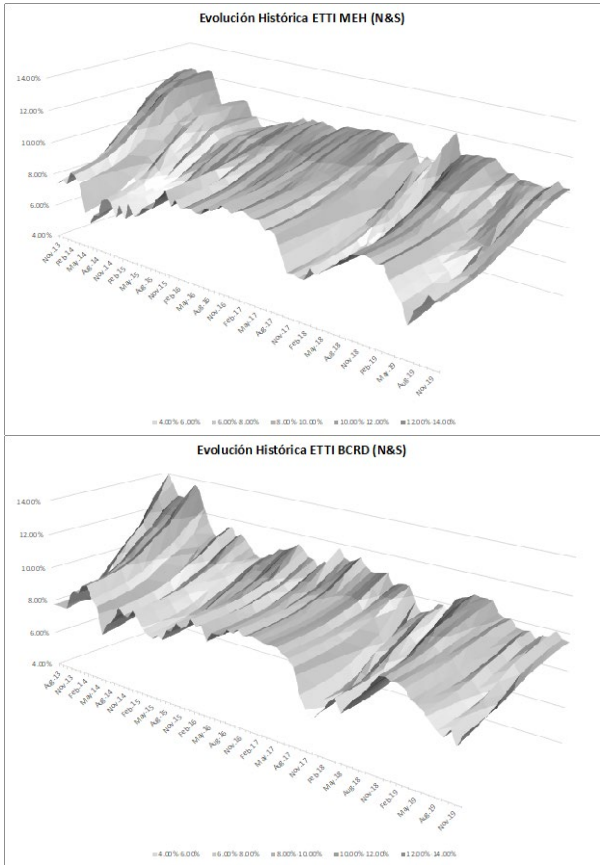 Evolución Histórica ETTI MEH (N&S)
14.00%
12.00%
10.00%
8.00%
6.00%
4.00%
Nov.13
Feb.14
May.14
Aug.14
Nov.14
Feb.15
May.15
Aug.15
Nov.15
Feb.16
May.16
Aug.16
Nov.16
Feb.17
May.17
Aug.17
Nov.17
Feb.18
May.18
Aug.18
Nov.18
Feb.19
May.19
Aug.19
Nov.19
4.00% 6.00% 6.00% 8.00% 8.00% 10.00% 10.00% 12.00% 12.00% 14.00%
Evolución Histórica ETTI BCRD (N&S)
14.00%
12.00%
10.00%
8.00%
6.00%
4.00%
Aug.13
Nov.13
Feb.14
May.14
Aug.14
Nov.14
Feb.15
May.15
Aug.15
Nov.15
Feb.16
May.16
Aug.16
Nov.16
Feb.17
May.17
Aug.17
Nov.17
Feb.18
May.18
Aug.18
Nov.18
Feb.19
May.19
Aug.19
Nov.19
4.00% 6.00% 6.00% 8.00% 8.00% 10.00% 10.00% 12.00% 12.00% 14.00%